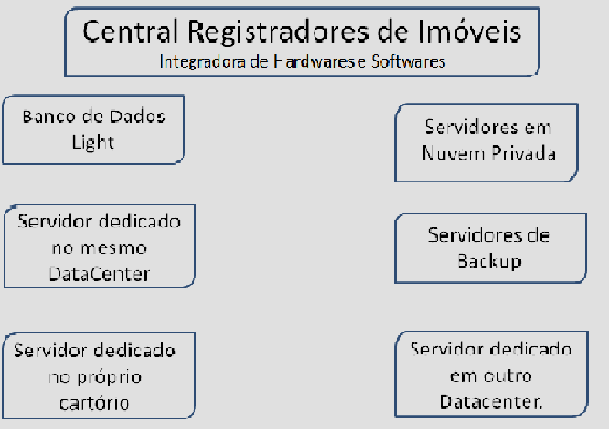 Central Registradores de Imóveis
Integradora de Hardwares e Softwares
Banco de Dados
Light
Servidores em
Nuvem Privada
Servidor dedicado
no mesmo
DataCenter
Servidores de
Backup
Servidor dedicado
no próprio
cartório
Servidor dedicado
em outro
Datacenter.